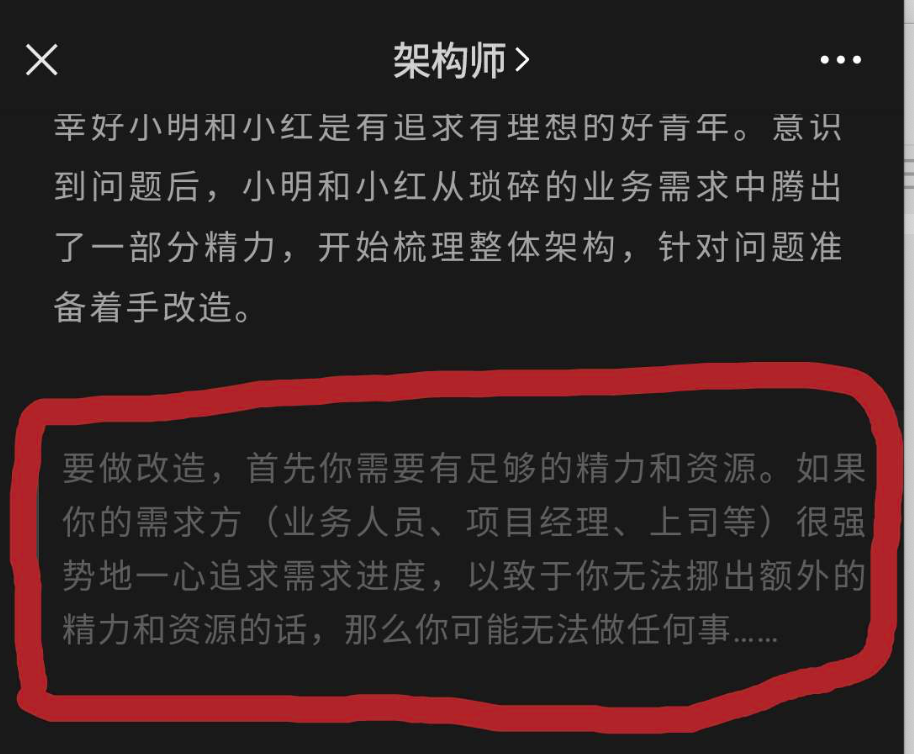 架构师
幸好小明和小红是有追求有理想的好青年。意识
到问题后，小明和小红从琐碎的业务需求中腾出
了一部分精力，开始梳理整体架构，针对问题准
备着手改造。
要做改造，首先你需要有足够的精力和资源。如果
你的需求方（业务人员、项目经理、上司等）很强
势地一心追求需求进度，以致于你无法挪出额外的
精力和资源的话，那么你可能无法做任何事……